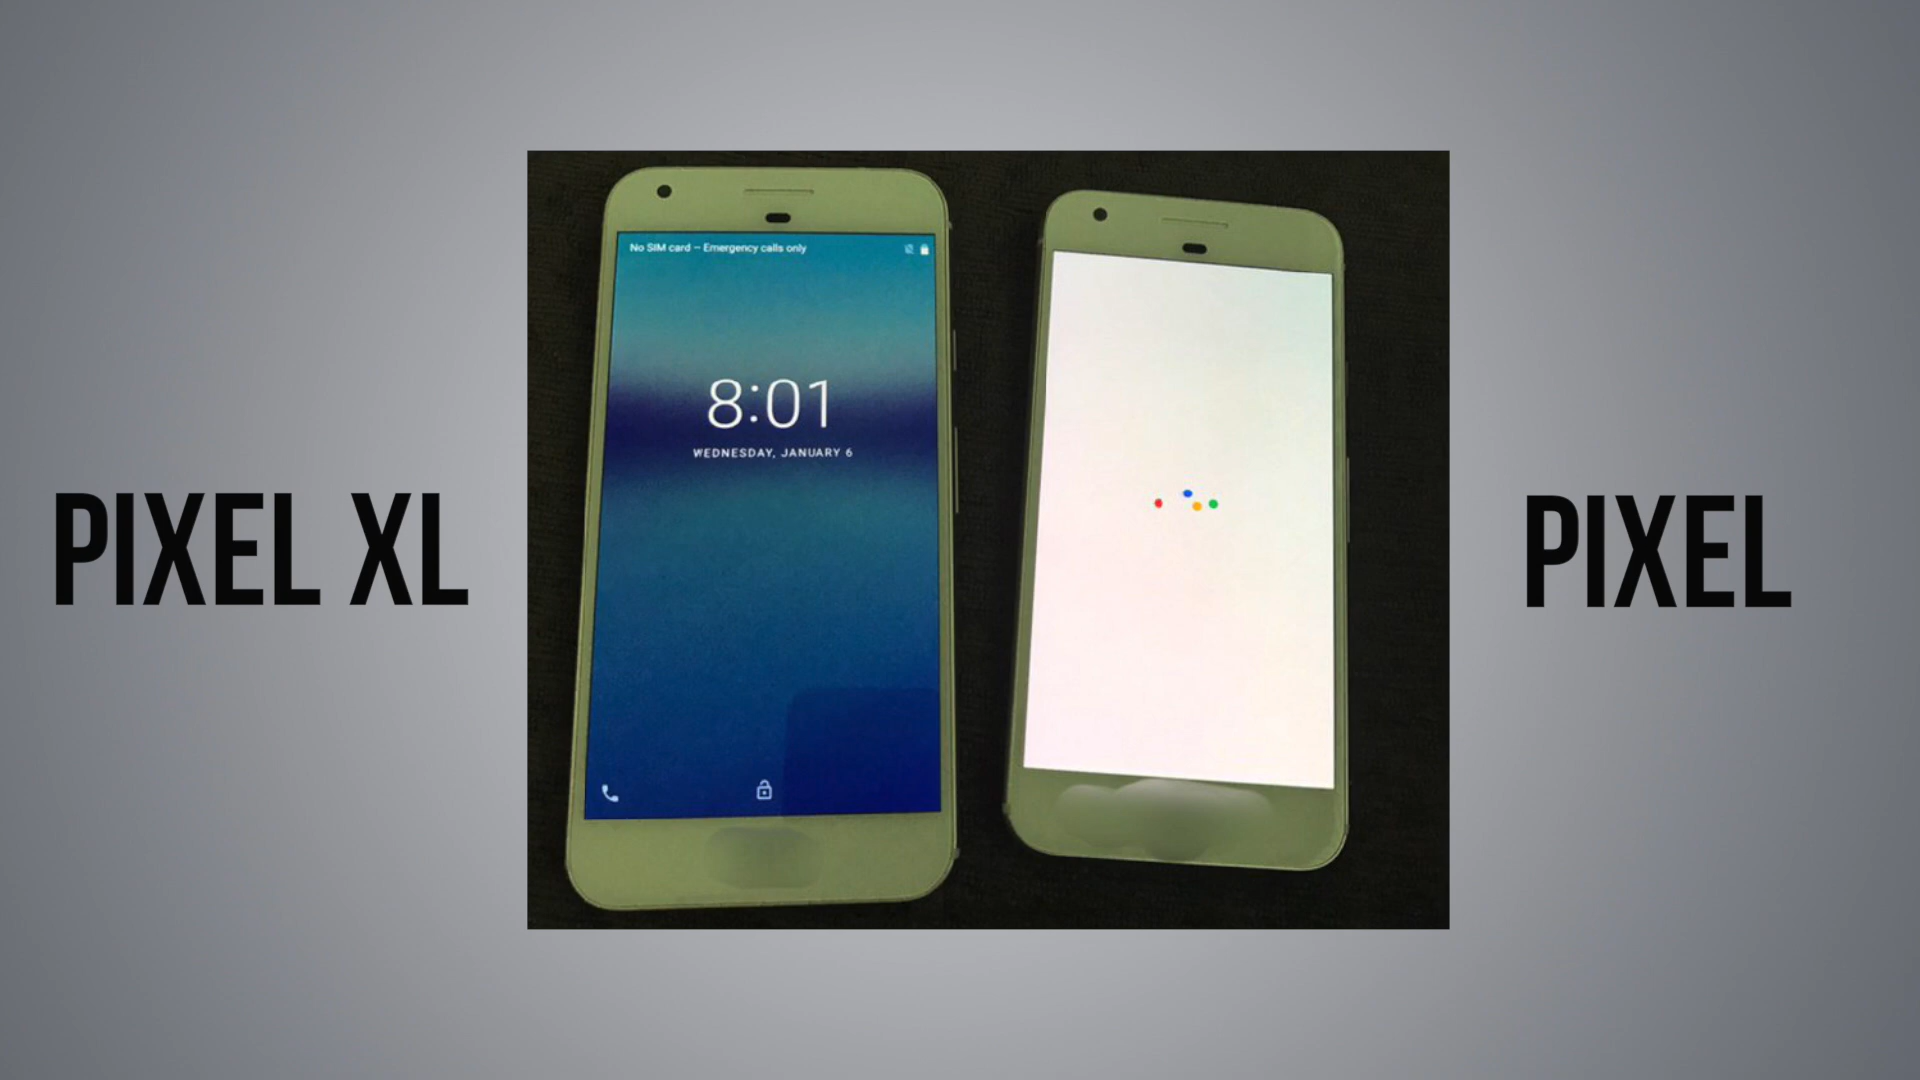 No SIM card – Emergency calls only
8:01
WEDNESDAY, JANUARY 6
PIXEL XL
PIXEL